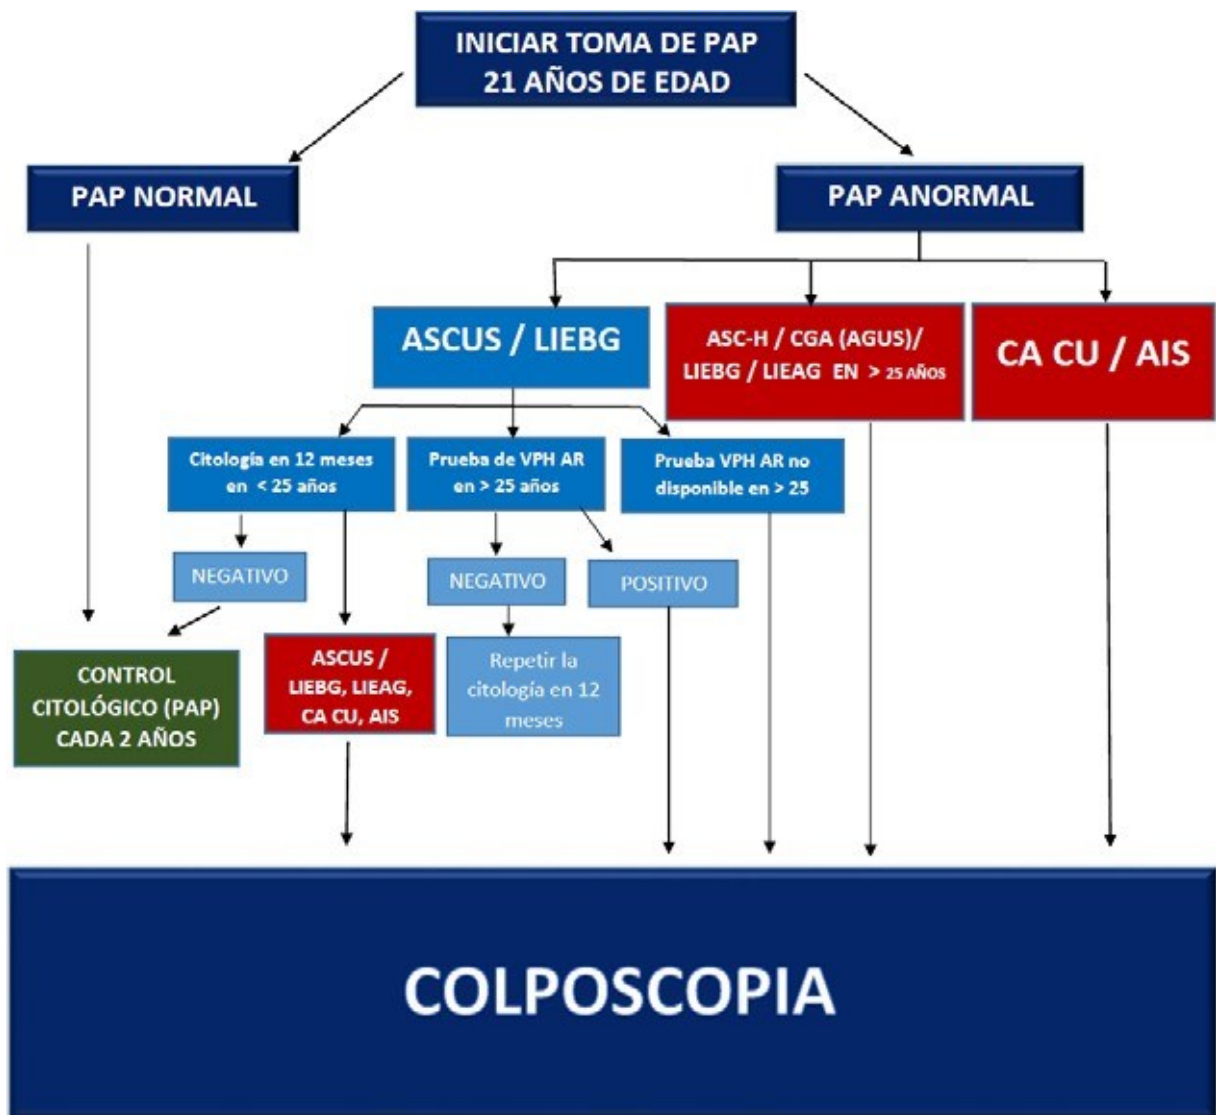 INICIAR TOMA DE PAP
21 AÑOS DE EDAD
PAP NORMAL
PAP ANORMAL
ASCUS / LIEBG
ASC-H / CGA (AGUS)/
LIEBG / LIEAG EN > 25 AÑOS
CA CU / AIS
Citología en 12 meses
en < 25 años
Prueba de VPH AR
en > 25 años
Prueba VPH AR no
disponible en > 25
NEGATIVO
NEGATIVO
POSITIVO
CONTROL
CITOLÓGICO (PAP)
CADA 2 AÑOS
ASCUS /
LIEBG, LIEAG,
CA CU, AIS
Repetir la
citología en 12
meses
COLPOSCOPIA